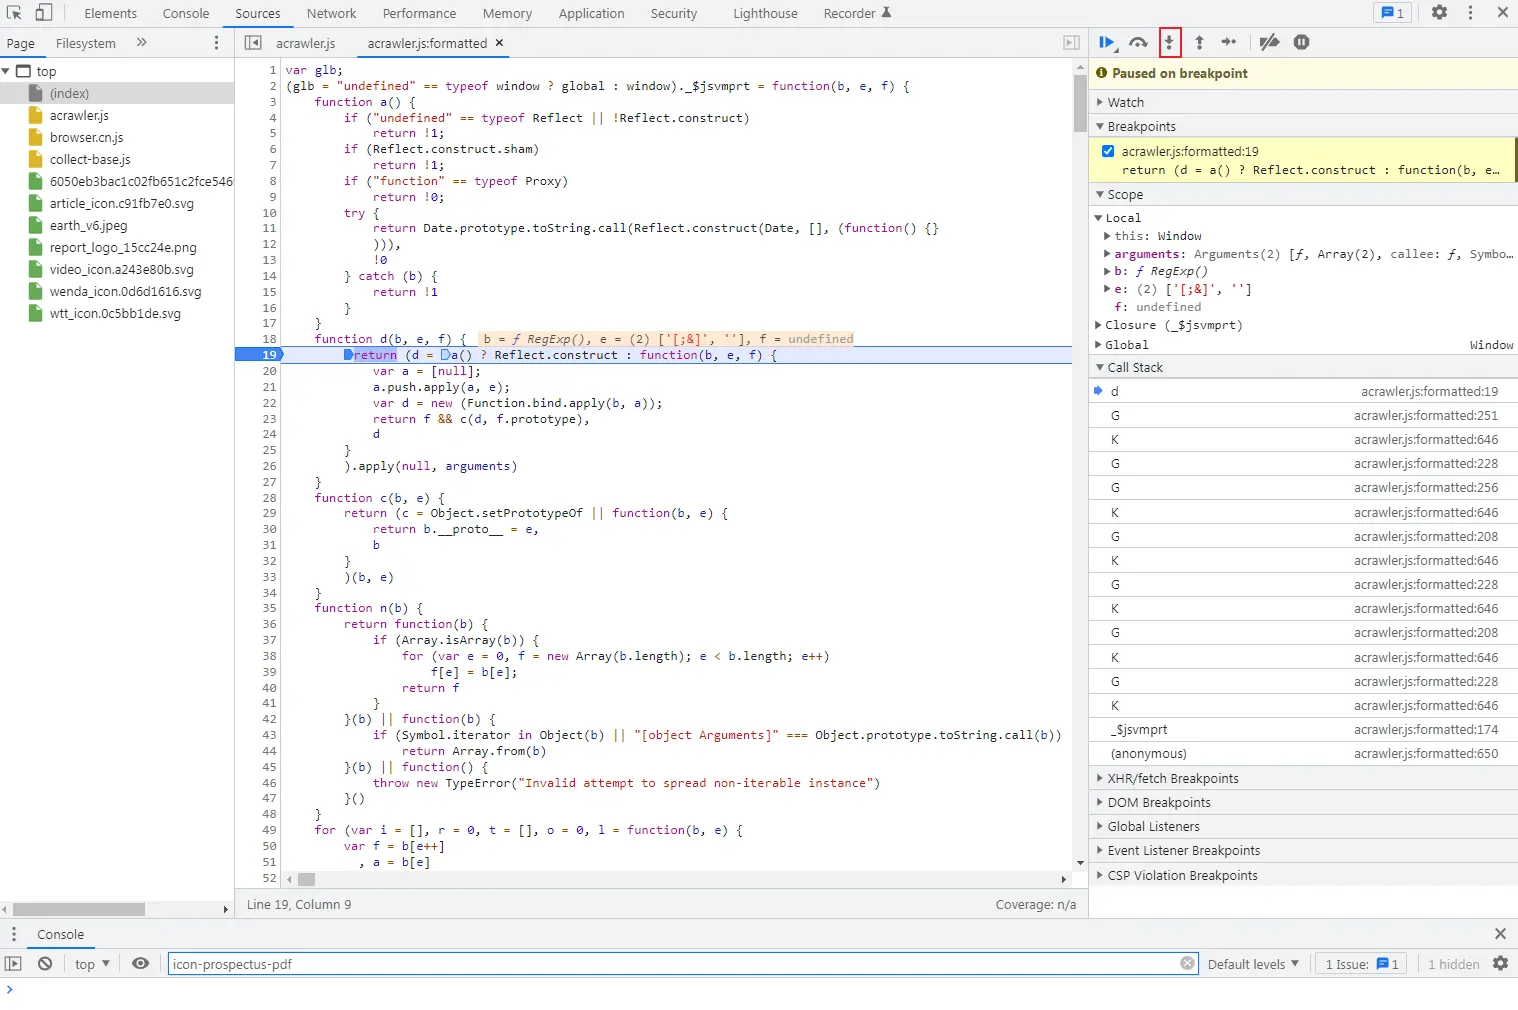 Elements Console Sources Network Performance Memory Application Security Lighthouse Recorder 1
Page Filesystem
acrawler.js acrawler.js:formatted ×
top
(index)
acrawler.js
browser.cn.js
collect-base.js
6050eb3bac1c02fb651c2fce546
article_icon.c91fb7e0.svg
earth_v6.jpeg
report_logo_15cc24e.png
video_icon.a243e80b.svg
wenda_icon.0d6d1616.svg
wtt_icon.0c5bb1de.svg
1 var glb;
2 (glb = "undefined" == typeof window ? global : window)._$jsvmprt = function(b, e, f) {
3 function a() {
4 if ("undefined" == typeof Reflect || !Reflect.construct)
5 return !1;
6 if (Reflect.construct.sham)
7 return !1;
8 if ("function" == typeof Proxy)
9 return !0;
10 try {
11 return Date.prototype.toString.call(Reflect.construct(Date, [], (function() {}
12 ))),
13 !0
14 } catch (b) {
15 return !1
16 }
17 }
18 function d(b, e, f) { b = ƒ RegExp(), e = (2) ['[;&]', ''], f = undefined
19 return (d = a() ? Reflect.construct : function(b, e, f) {
20 var a = [null];
21 a.push.apply(a, e);
22 var d = new (Function.bind.apply(b, a));
23 return f && c(d, f.prototype),
24 d
25 }
26 ).apply(null, arguments)
27 }
28 function c(b, e) {
29 return (c = Object.setPrototypeOf || function(b, e) {
30 return b.__proto__ = e,
31 b
32 }
33 )(b, e)
34 }
35 function n(b) {
36 return function(b) {
37 if (Array.isArray(b)) {
38 for (var e = 0, f = new Array(b.length); e < b.length; e++)
39 f[e] = b[e];
40 return f
41 }
42 }(b) || function(b) {
43 if (Symbol.iterator in Object(b) || "[object Arguments]" === Object.prototype.toString.call(b))
44 return Array.from(b)
45 }(b) || function() {
46 throw new TypeError("Invalid attempt to spread non-iterable instance")
47 }()
48 }
49 for (var i = [], r = 0, t = [], o = 0, l = function(b, e) {
50 var f = b[e++]
51 , a = b[e]
52
Line 19, Column 9 Coverage: n/a
Paused on breakpoint
Watch
Breakpoints
acrawler.js:formatted:19
return (d = a() ? Reflect.construct : function(b, e…
Scope
Local
this: Window
arguments: Arguments(2) [ƒ, Array(2), callee: ƒ, Symbo…
b: ƒ RegExp()
e: (2) ['[;&]', '']
f: undefined
Closure (_$jsvmprt)
Global Window
Call Stack
d acrawler.js:formatted:19
G acrawler.js:formatted:251
K acrawler.js:formatted:646
G acrawler.js:formatted:228
G acrawler.js:formatted:256
K acrawler.js:formatted:646
G acrawler.js:formatted:208
K acrawler.js:formatted:646
G acrawler.js:formatted:228
K acrawler.js:formatted:646
G acrawler.js:formatted:208
K acrawler.js:formatted:646
G acrawler.js:formatted:228
K acrawler.js:formatted:646
_$jsvmprt acrawler.js:formatted:174
(anonymous) acrawler.js:formatted:650
XHR/fetch Breakpoints
DOM Breakpoints
Global Listeners
Event Listener Breakpoints
CSP Violation Breakpoints
Console
top icon-prospectus-pdf Default levels 1 Issue: 1 1 hidden